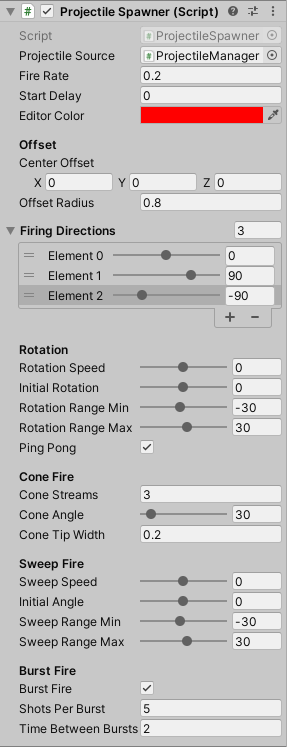 # Projectile Spawner (Script)
Script # ProjectileSpawner
Projectile Source # ProjectileManager
Fire Rate 0.2
Start Delay 0
Editor Color
Offset
Center Offset
X 0 Y 0 Z 0
Offset Radius 0.8
Firing Directions 3
Element 0 0
Element 1 90
Element 2 -90
+ −
Rotation
Rotation Speed 0
Initial Rotation 0
Rotation Range Min -30
Rotation Range Max 30
Ping Pong
Cone Fire
Cone Streams 3
Cone Angle 30
Cone Tip Width 0.2
Sweep Fire
Sweep Speed 0
Initial Angle 0
Sweep Range Min -30
Sweep Range Max 30
Burst Fire
Burst Fire
Shots Per Burst 5
Time Between Bursts 2